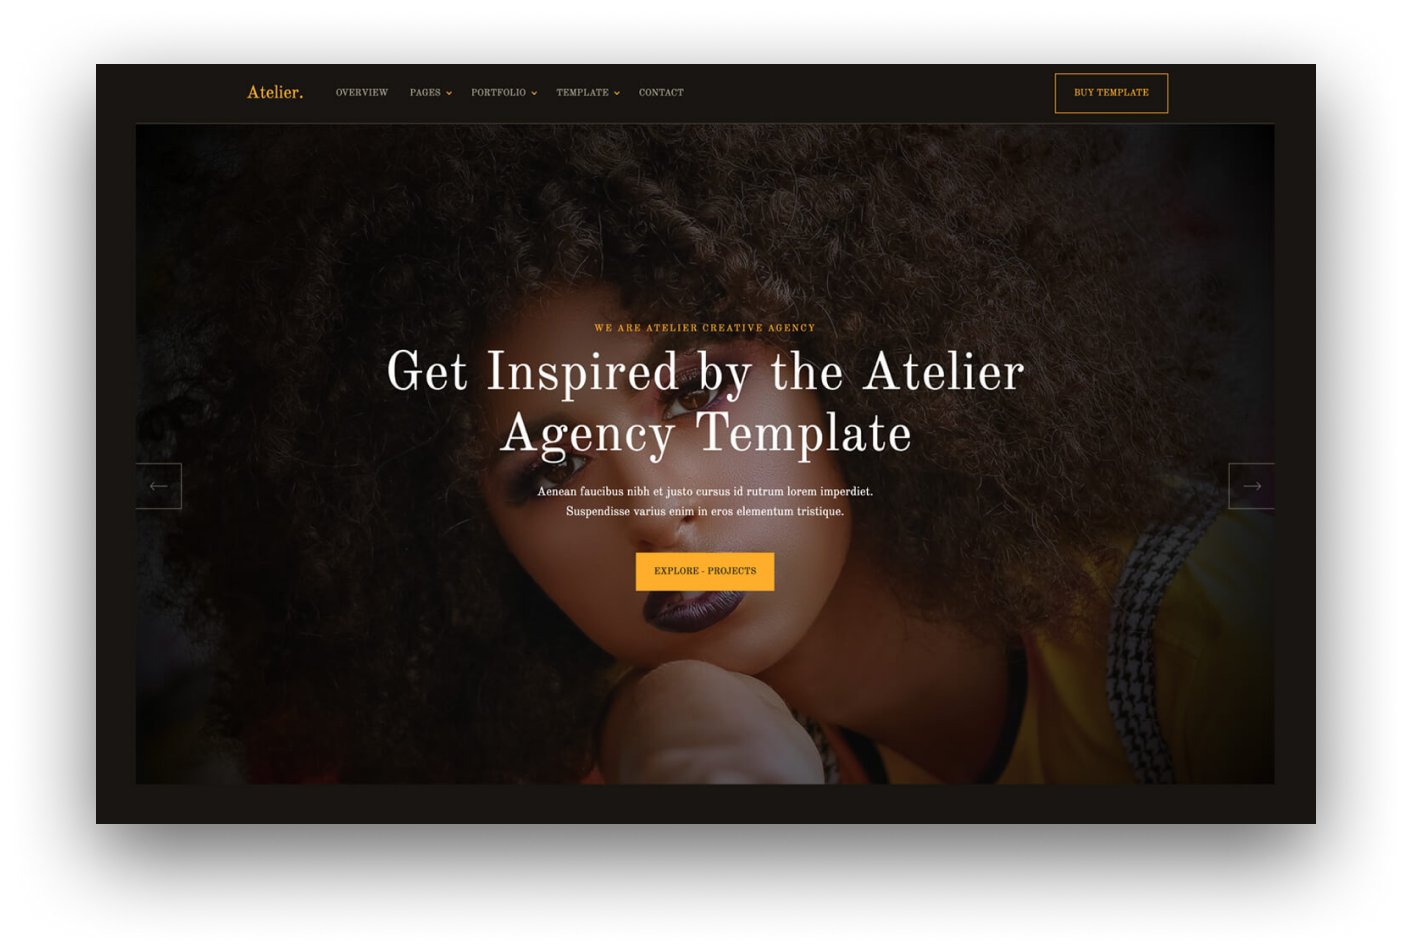 Atelier.
OVERVIEW
PAGES
PORTFOLIO
TEMPLATE
CONTACT
BUY TEMPLATE
WE ARE ATELIER CREATIVE AGENCY
Get Inspired by the Atelier
Agency Template
Aenean faucibus nibh et justo cursus id rutrum lorem imperdiet.
Suspendisse varius enim in eros elementum tristique.
EXPLORE - PROJECTS